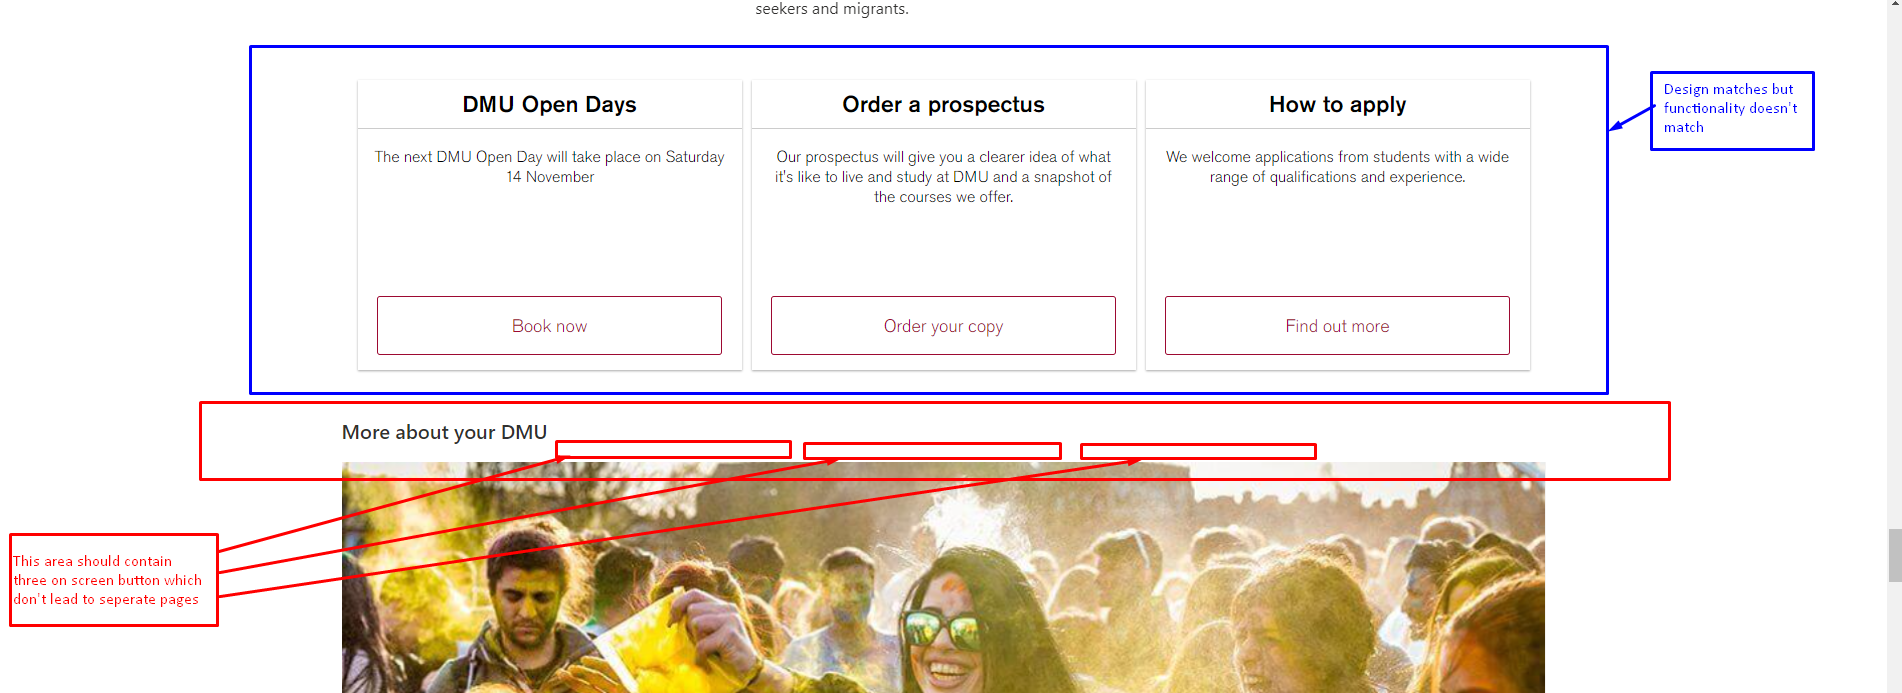 seekers and migrants.
Design matches but
functionality doesn't
match
DMU Open Days
The next DMU Open Day will take place on Saturday
14 November
Book now
Order a prospectus
Our prospectus will give you a clearer idea of what
it's like to live and study at DMU and a snapshot of
the courses we offer.
Order your copy
How to apply
We welcome applications from students with a wide
range of qualifications and experience.
Find out more
More about your DMU
This area should contain
three on screen button which
don't lead to seperate pages